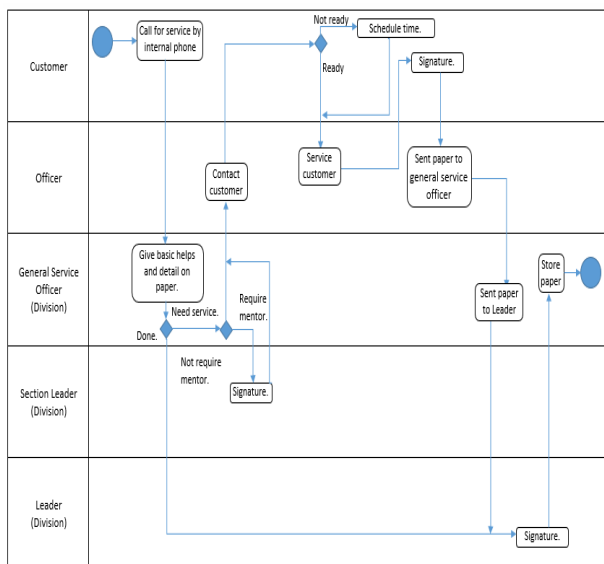 Customer
Call for service by
internal phone
Not ready
Schedule time.
Ready
Signature.
Officer
Contact
customer
Service
customer
Sent paper to
general service
officer
General Service
Officer
(Division)
Give basic helps
and detail on
paper.
Need service.
Done.
Require
mentor.
Not require
mentor.
Sent paper
to Leader
Store
paper
Section Leader
(Division)
Signature.
Leader
(Division)
Signature.